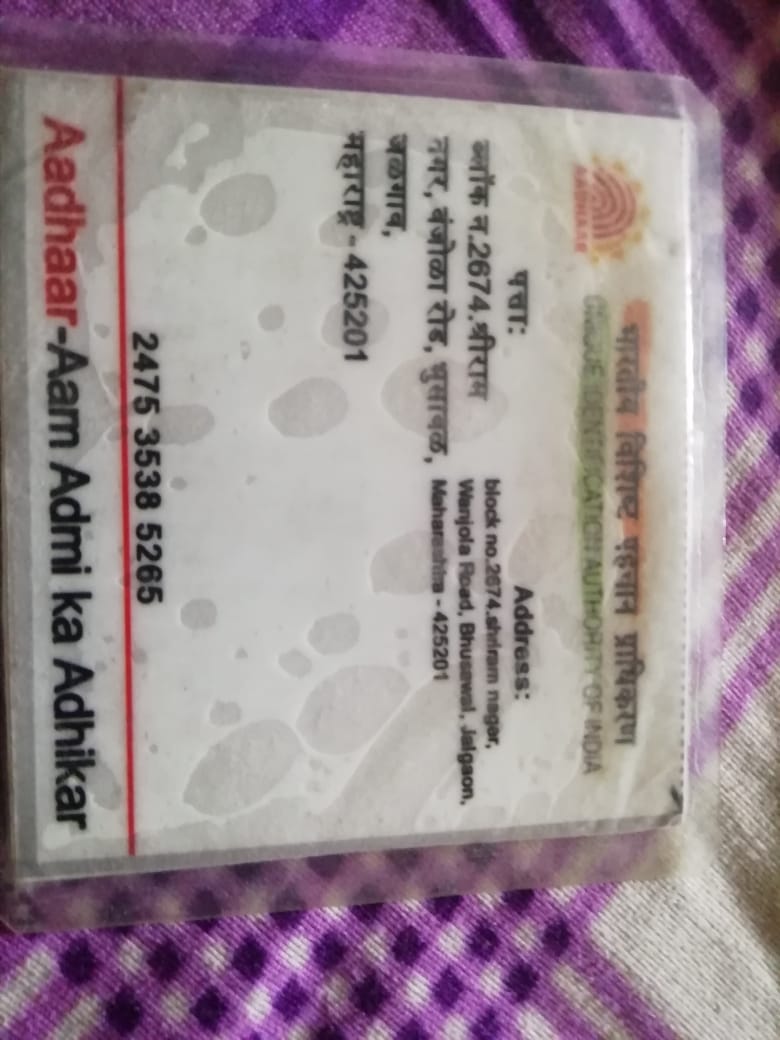 भारतीय विशिष्ट पहचान प्राधिकरण
UNIQUE IDENTIFICATION AUTHORITY OF INDIA
AADHAAR
पत्ता:
ब्लॉक न.2674,श्रीराम
नगर, वंजोळा रोड, भुसावळ,
जळगाव,
महाराष्ट्र - 425201
Address:
block no.2674,shriram nagar,
Wanjola Road, Bhusawal, Jalgaon,
Maharashtra - 425201
2475 3538 5265
Aadhaar-Aam Admi ka Adhikar